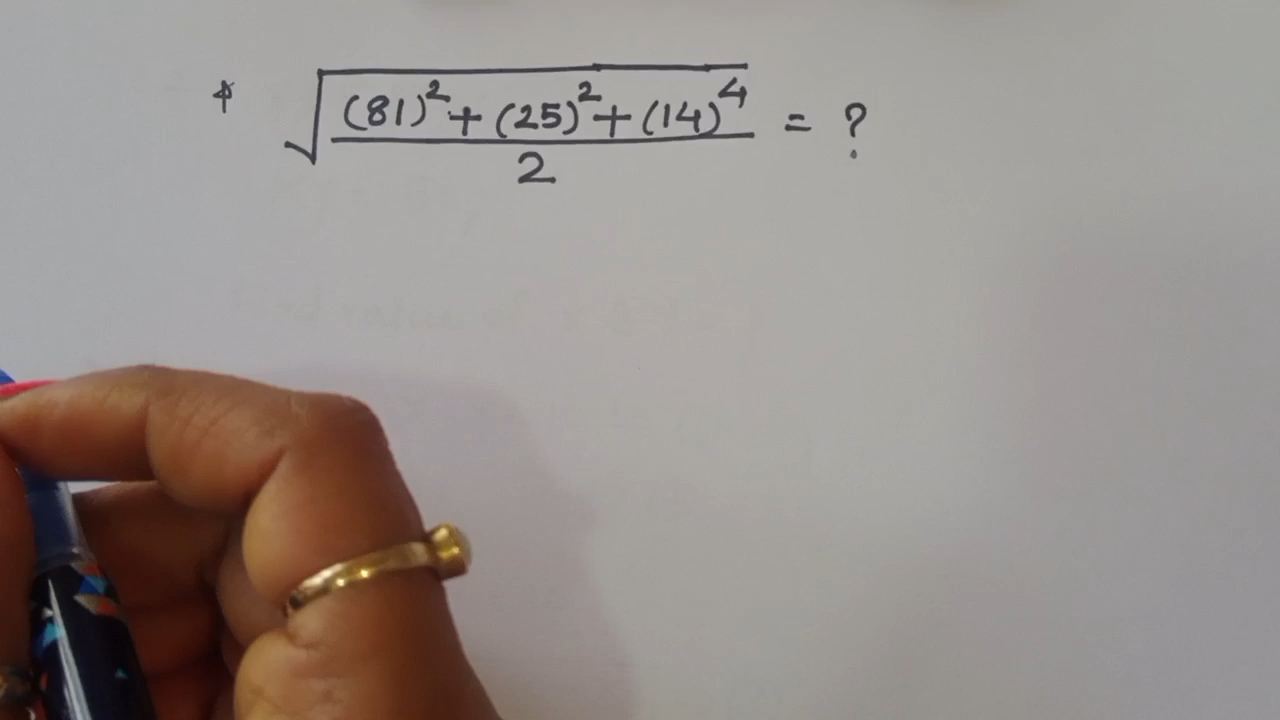 * √((81)² + (25)² + (14)⁴ / 2) = ?